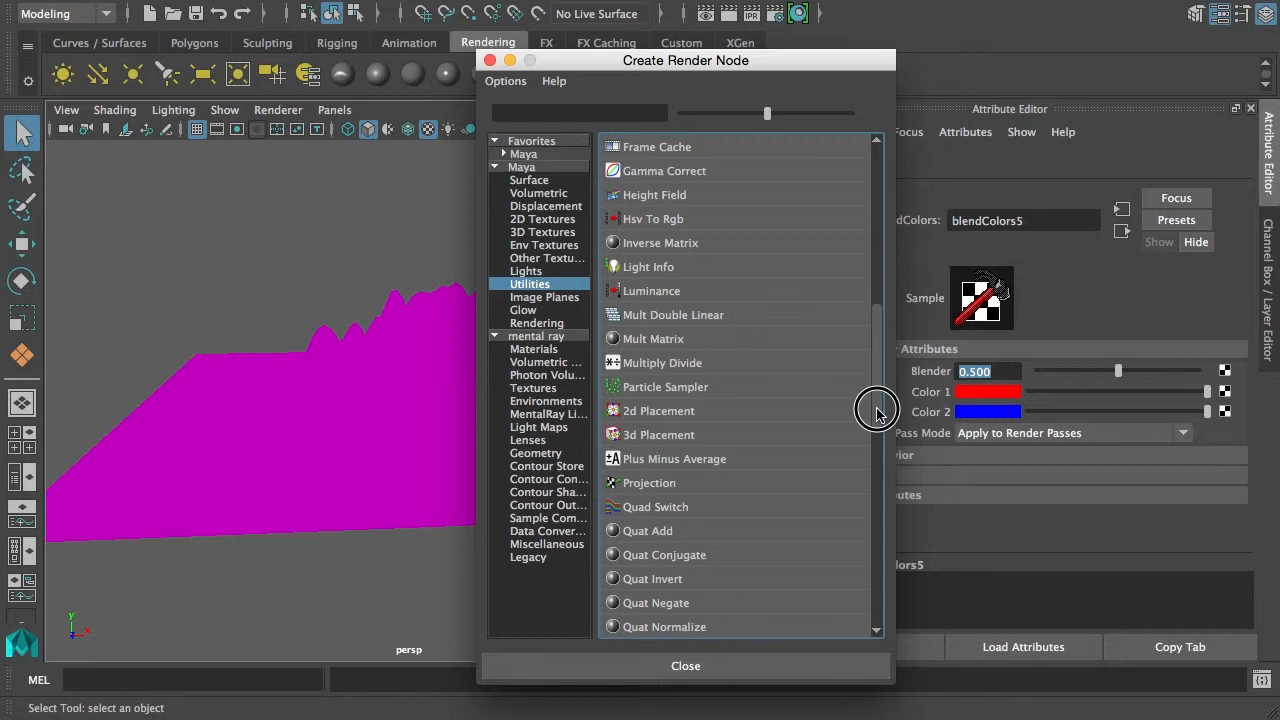 Modeling
No Live Surface
Curves / Surfaces
Polygons
Sculpting
Rigging
Animation
Rendering
FX
FX Caching
Custom
XGen
View
Shading
Lighting
Show
Renderer
Panels
persp
y
x
MEL
Select Tool: select an object
Create Render Node
Options
Help
Favorites
Maya
Maya
Surface
Volumetric
Displacement
2D Textures
3D Textures
Env Textures
Other Textu...
Lights
Utilities
Image Planes
Glow
Rendering
mental ray
Materials
Volumetric ...
Photon Volu...
Textures
Environments
MentalRay Li...
Light Maps
Lenses
Geometry
Contour Store
Contour Con...
Contour Sha...
Contour Out...
Sample Com...
Data Conver...
Miscellaneous
Legacy
Frame Cache
Gamma Correct
Height Field
Hsv To Rgb
Inverse Matrix
Light Info
Luminance
Mult Double Linear
Mult Matrix
Multiply Divide
Particle Sampler
2d Placement
3d Placement
Plus Minus Average
Projection
Quad Switch
Quat Add
Quat Conjugate
Quat Invert
Quat Negate
Quat Normalize
Close
Attribute Editor
ocus
Attributes
Show
Help
dColors:
blendColors5
Focus
Presets
Show
Hide
Sample
Attributes
Blender
0.500
Color 1
Color 2
Pass Mode
Apply to Render Passes
vior
butes
lors5
Load Attributes
Copy Tab
Attribute Editor
Channel Box / Layer Editor